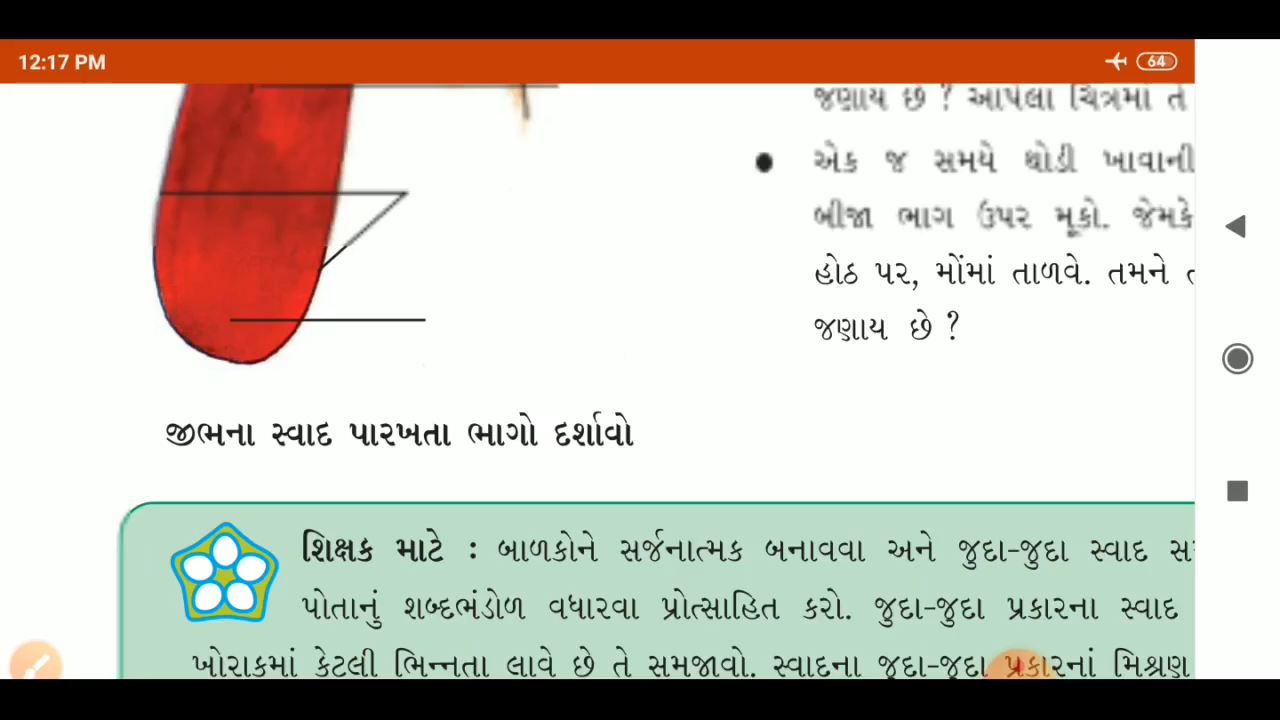 12:17 PM
64
જણાય છે ? આપેલા ચિત્રમાં તે
એક જ સમયે થોડી ખાવાની
બીજા ભાગ ઉપર મૂકો. જેમકે
હોઠ પર, મોંમાં તાળવે. તમને
જણાય છે ?
જીભના સ્વાદ પારખતા ભાગો દર્શાવો
શિક્ષક માટે : બાળકોને સર્જનાત્મક બનાવવા અને જુદા-જુદા સ્વાદ
પોતાનું શબ્દભંડોળ વધારવા પ્રોત્સાહિત કરો. જુદા-જુદા પ્રકારના સ્વાદ
ખોરાકમાં કેટલી ભિન્નતા લાવે છે તે સમજાવો. સ્વાદના જુદા-જુદા પ્રકારનાં મિશ્રણ